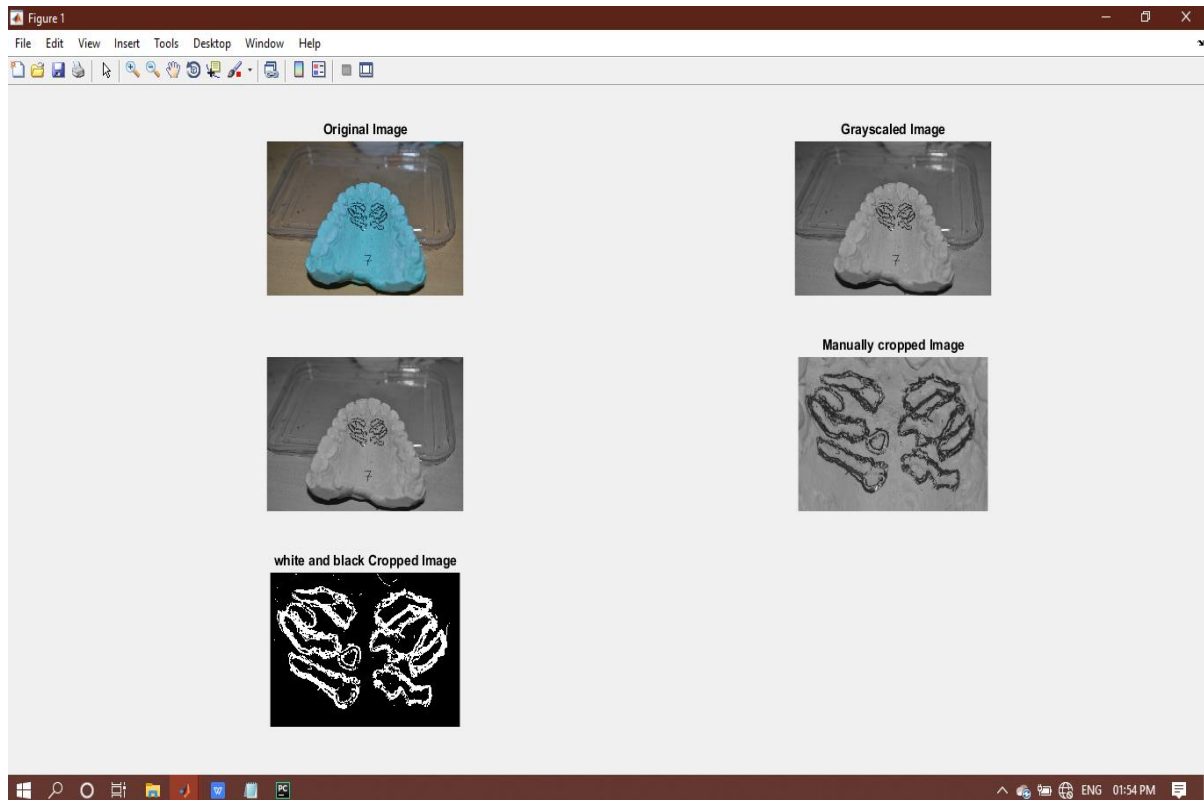 Figure 1
File Edit View Insert Tools Desktop Window Help
Original Image
Grayscaled Image
7
7
Manually cropped Image
7
white and black Cropped Image
W
PC
ENG 01:54 PM